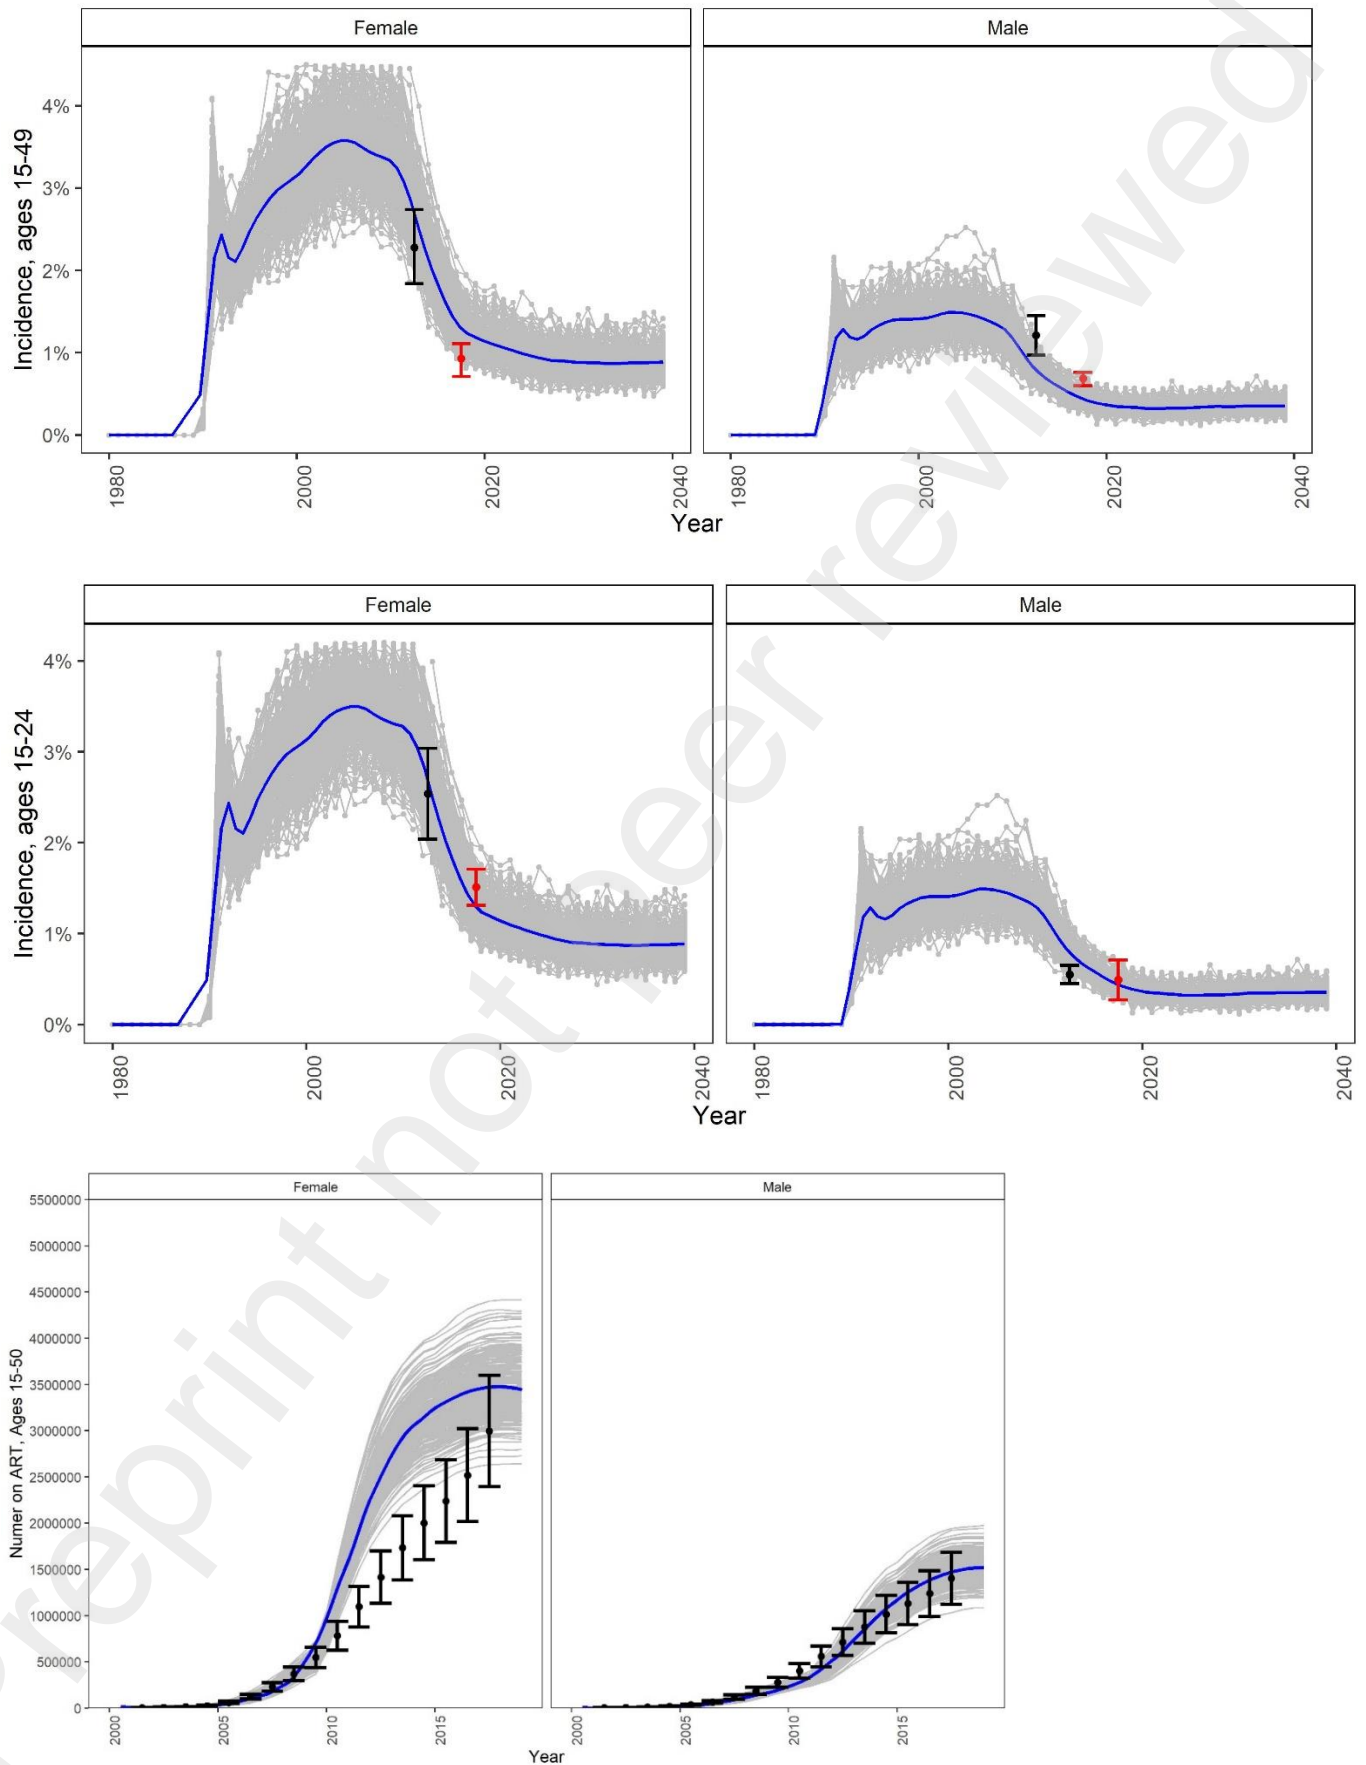 Female Male
Incidence, ages 15-49
4%
3%
2%
1%
0%
1980 2000 2020 2040 1980 2000 2020 2040
Year
Female Male
Incidence, ages 15-24
4%
3%
2%
1%
0%
1980 2000 2020 2040 1980 2000 2020 2040
Year
Female Male
Numer on ART, Ages 15-50
5500000
5000000
4500000
4000000
3500000
3000000
2500000
2000000
1500000
1000000
500000
0
2000 2005 2010 2015 2000 2005 2010 2015
Year
Preprint not peer reviewed